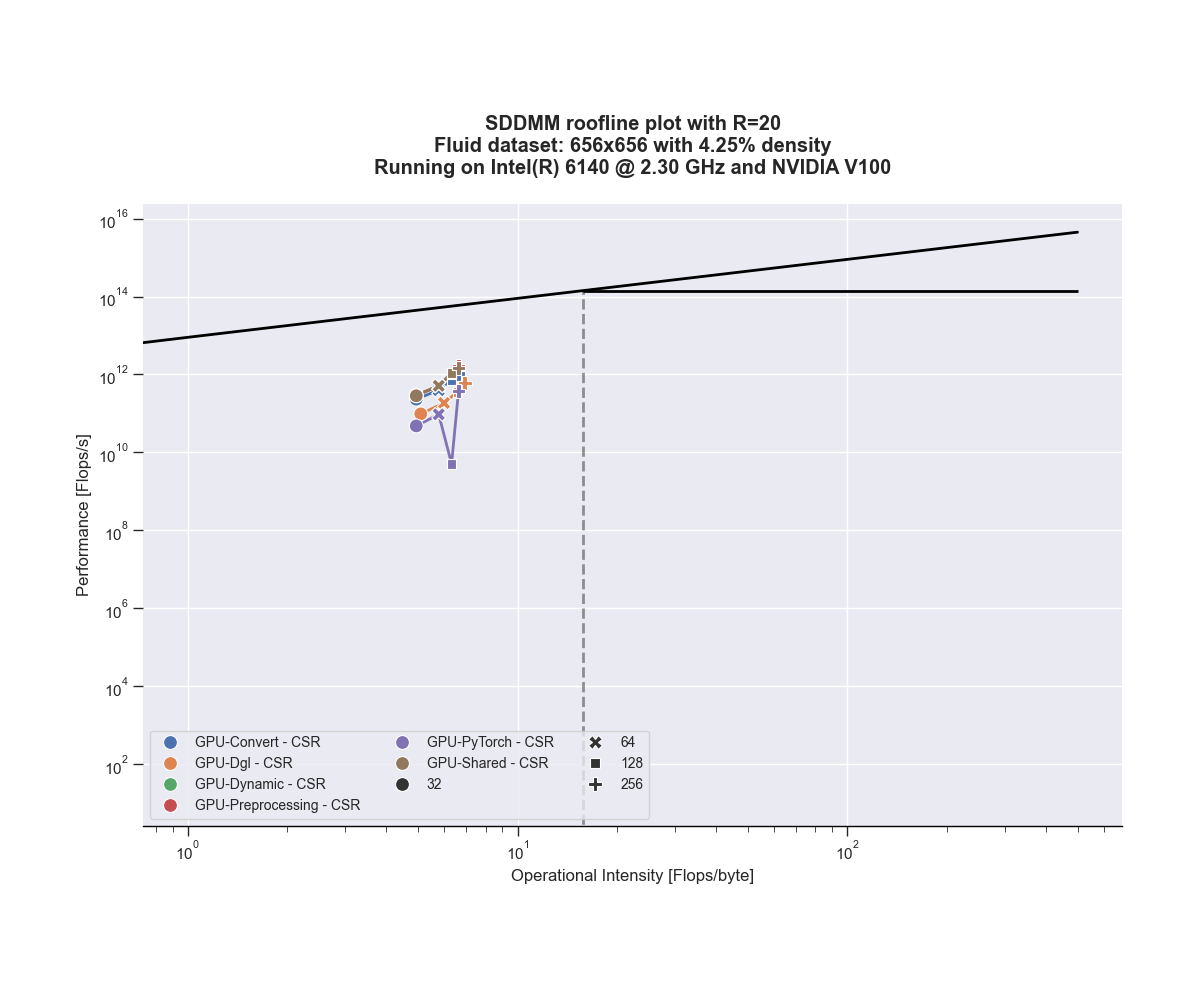 SDDMM roofline plot with R=20
Fluid dataset: 656x656 with 4.25% density
Running on Intel(R) 6140 @ 2.30 GHz and NVIDIA V100
10^16
10^14
10^12
10^10
10^8
10^6
10^4
10^2
Performance [Flops/s]
GPU-Convert - CSR
GPU-Dgl - CSR
GPU-Dynamic - CSR
GPU-Preprocessing - CSR
GPU-PyTorch - CSR
GPU-Shared - CSR
32
64
128
256
10^0
10^1
10^2
Operational Intensity [Flops/byte]